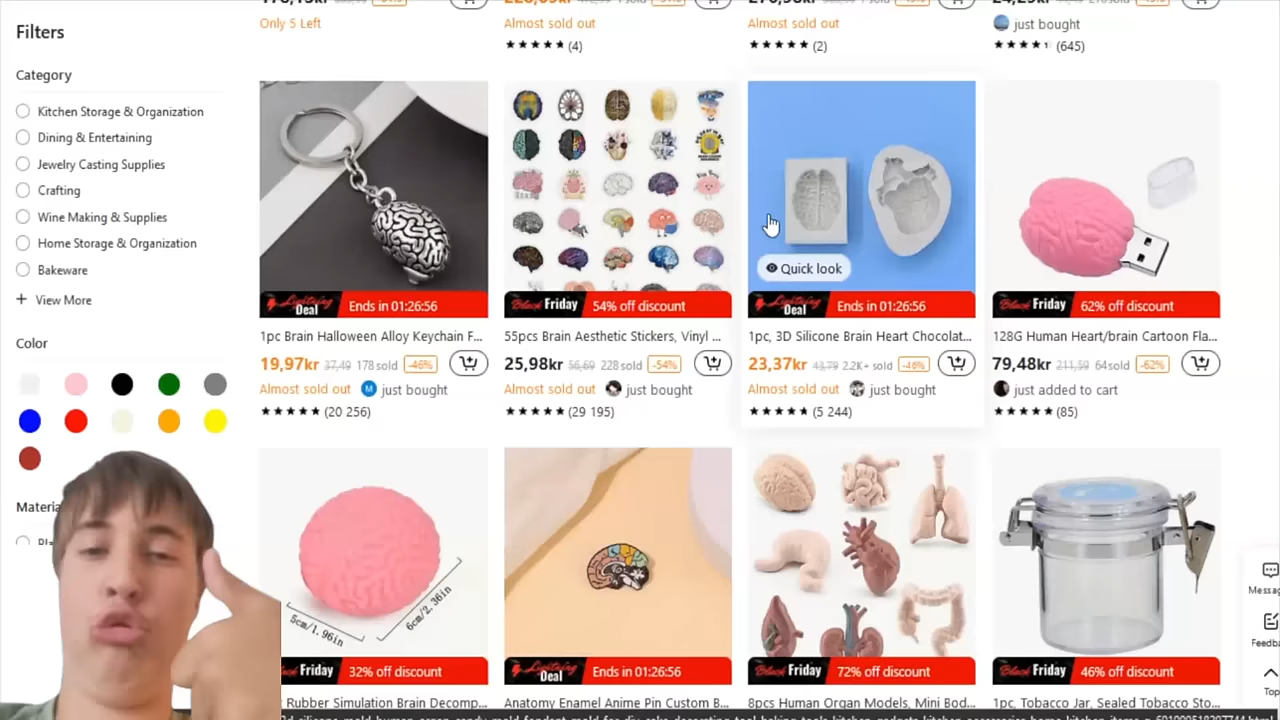 Only 5 Left
Almost sold out
Almost sold out
just bought
(4)
(2)
(645)
Filters
Category
Kitchen Storage & Organization
Dining & Entertaining
Jewelry Casting Supplies
Crafting
Wine Making & Supplies
Home Storage & Organization
Bakeware
+ View More
Color
Quick look
Lightning Deal Ends in 01:26:56
Black Friday 54% off discount
Lightning Deal Ends in 01:26:56
Black Friday 62% off discount
1pc Brain Halloween Alloy Keychain F...
55pcs Brain Aesthetic Stickers, Vinyl ...
1pc, 3D Silicone Brain Heart Chocolat...
128G Human Heart/brain Cartoon Fla...
19,97kr 37,49 178 sold -46%
25,98kr 56,69 228 sold -54%
23,37kr 43,79 2.2K+ sold -46%
79,48kr 211,59 64 sold -62%
Almost sold out M just bought
Almost sold out just bought
Almost sold out just bought
just added to cart
(20 256)
(29 195)
(5 244)
(85)
5cm/1.96in
6cm/2.36in
Friday 32% off discount
Lightning Deal Ends in 01:26:56
Black Friday 72% off discount
Black Friday 46% off discount
Rubber Simulation Brain Decomp...
Anatomy Enamel Anime Pin Custom B...
8pcs Human Organ Models, Mini Bod...
1pc, Tobacco Jar, Sealed Tobacco Sto...
Feedba
Top